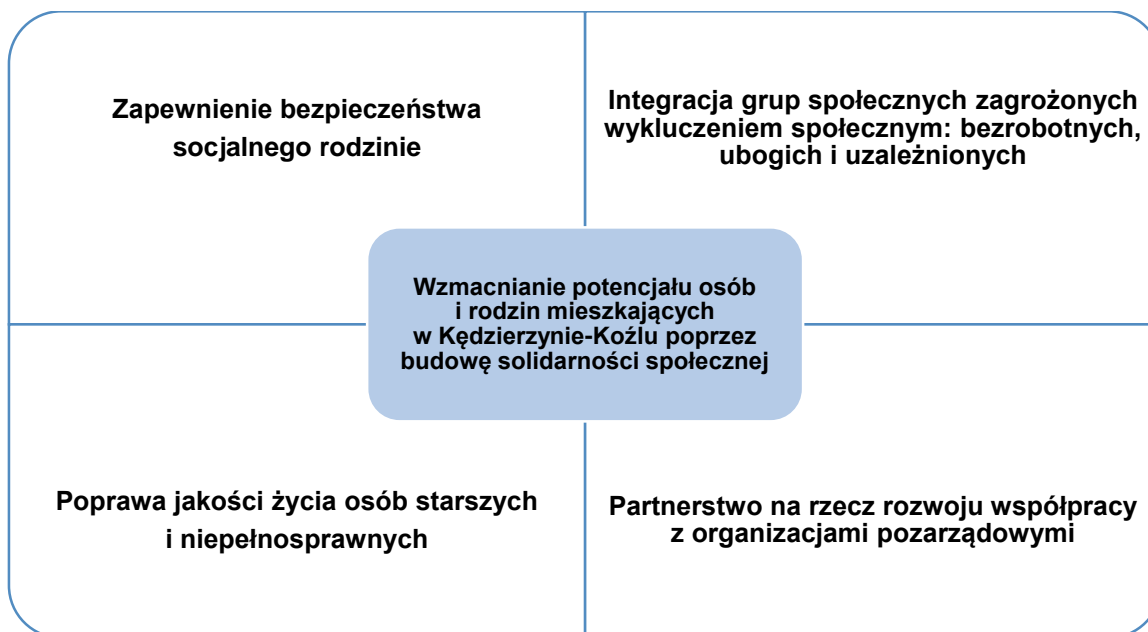 Zapewnienie bezpieczeństwa
socjalnego rodzinie
Integracja grup społecznych zagrożonych
wykluczeniem społecznym: bezrobotnych,
ubogich i uzależnionych
Wzmacnianie potencjału osób
i rodzin mieszkających
w Kędzierzynie-Koźlu poprzez
budowę solidarności społecznej
Poprawa jakości życia osób starszych
i niepełnosprawnych
Partnerstwo na rzecz rozwoju współpracy
z organizacjami pozarządowymi